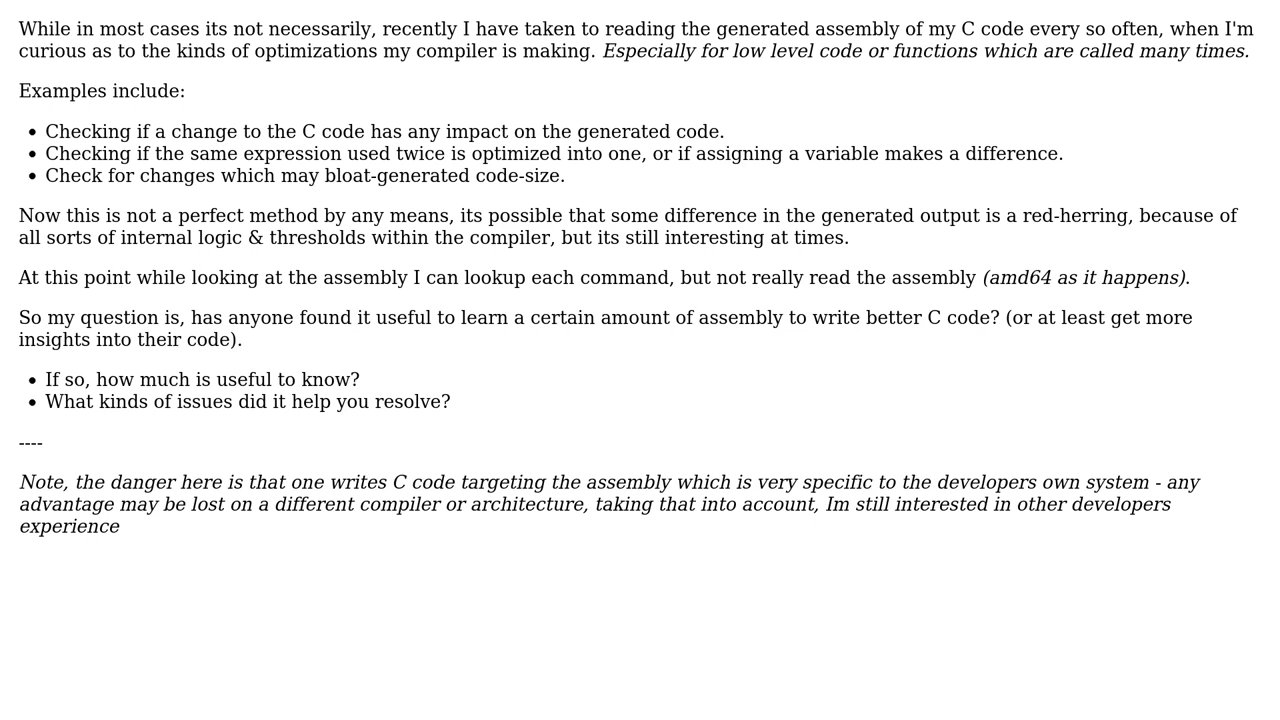 While in most cases its not necessarily, recently I have taken to reading the generated assembly of my C code every so often, when I'm
curious as to the kinds of optimizations my compiler is making. Especially for low level code or functions which are called many times.
Examples include:
• Checking if a change to the C code has any impact on the generated code.
• Checking if the same expression used twice is optimized into one, or if assigning a variable makes a difference.
• Check for changes which may bloat-generated code-size.
Now this is not a perfect method by any means, its possible that some difference in the generated output is a red-herring, because of
all sorts of internal logic & thresholds within the compiler, but its still interesting at times.
At this point while looking at the assembly I can lookup each command, but not really read the assembly (amd64 as it happens).
So my question is, has anyone found it useful to learn a certain amount of assembly to write better C code? (or at least get more
insights into their code).
• If so, how much is useful to know?
• What kinds of issues did it help you resolve?
----
Note, the danger here is that one writes C code targeting the assembly which is very specific to the developers own system - any
advantage may be lost on a different compiler or architecture, taking that into account, Im still interested in other developers
experience